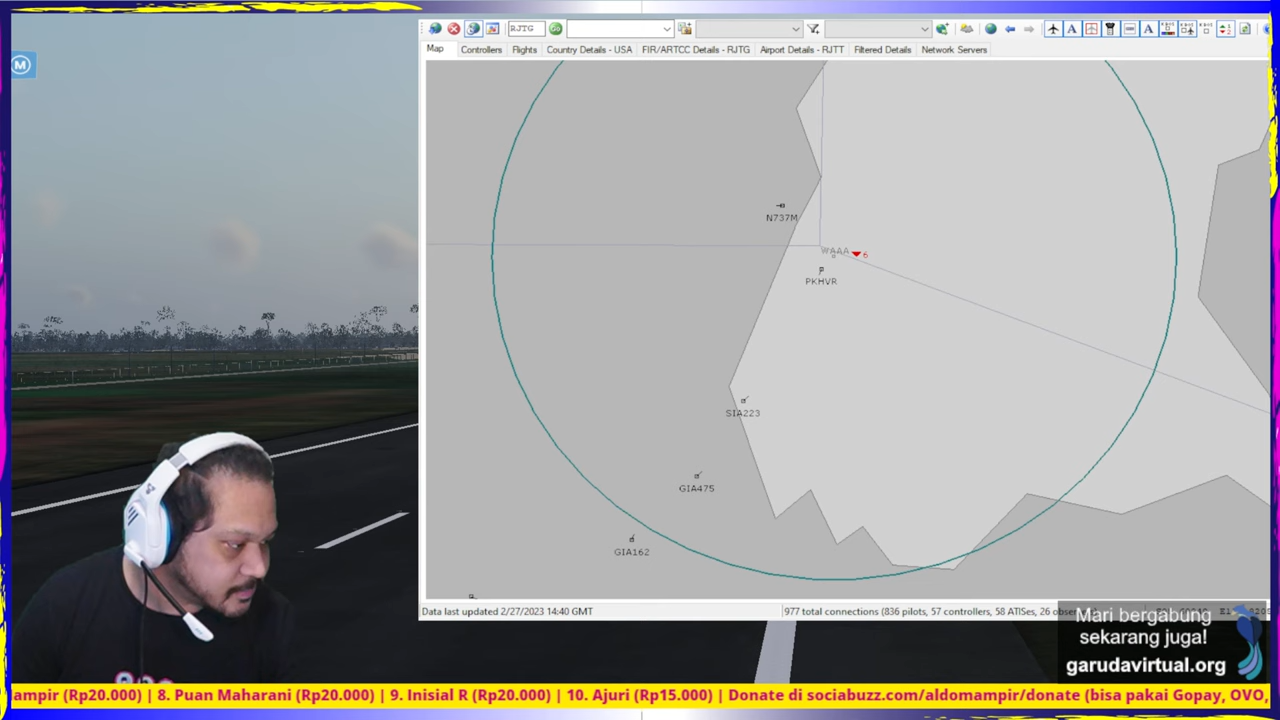 RJTG
Map Controllers Flights Country Details - USA FIR/ARTCC Details - RJTG Airport Details - RJTT Filtered Details Network Servers
M
N737M
WAAA 6
PKHVR
SIA223
GIA475
GIA162
Data last updated 2/27/2023 14:40 GMT 977 total connections (836 pilots, 57 controllers, 58 ATISes, 26
Mari bergabung
sekarang juga!
garudavirtual.org
ampir (Rp20.000) | 8. Puan Maharani (Rp20.000) | 9. Inisial R (Rp20.000) | 10. Ajuri (Rp15.000) | Donate di sociabuzz.com/aldomampir/donate (bisa pakai Gopay, OVO,